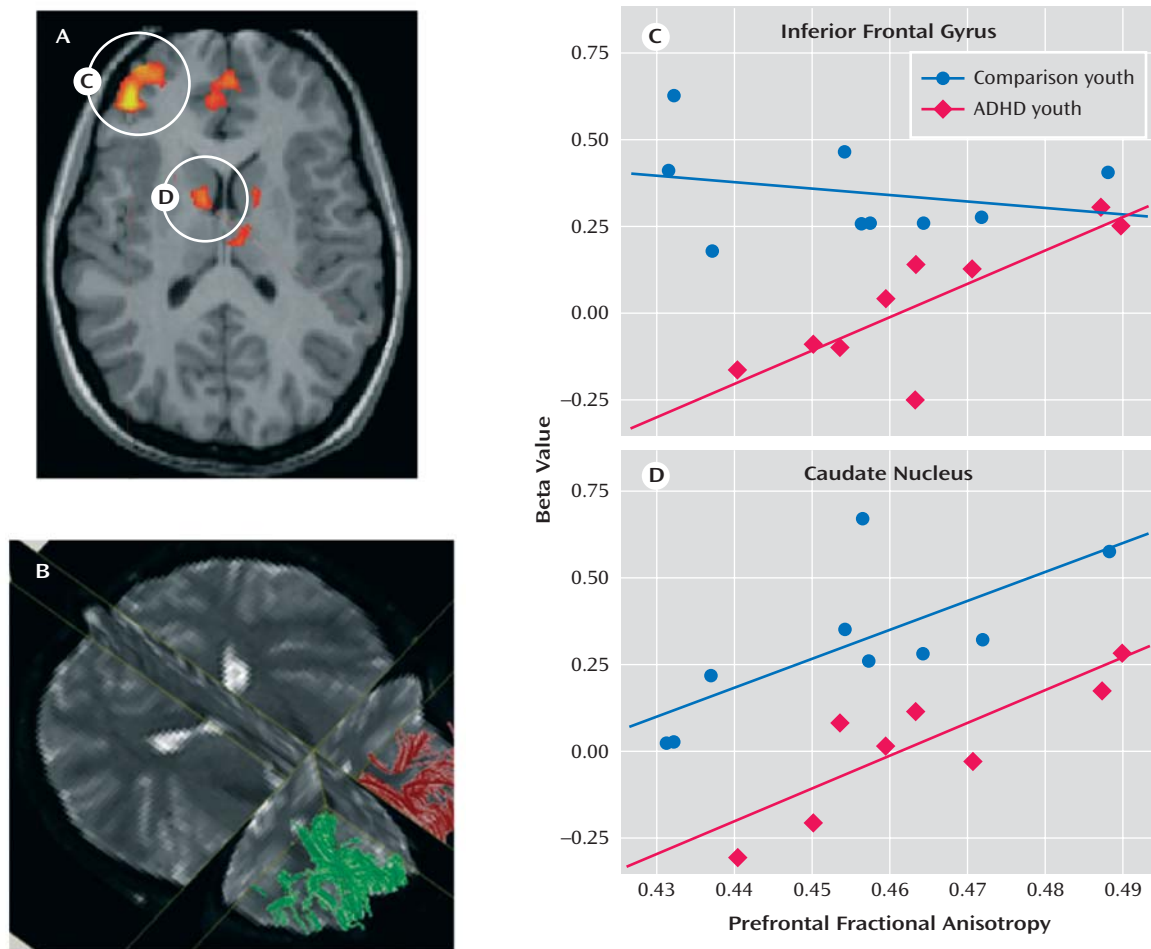 A
C
D
B
C
Inferior Frontal Gyrus
Comparison youth
ADHD youth
0.75
0.50
0.25
0.00
–0.25
Beta Value
D
Caudate Nucleus
0.75
0.50
0.25
0.00
–0.25
0.43 0.44 0.45 0.46 0.47 0.48 0.49
Prefrontal Fractional Anisotropy